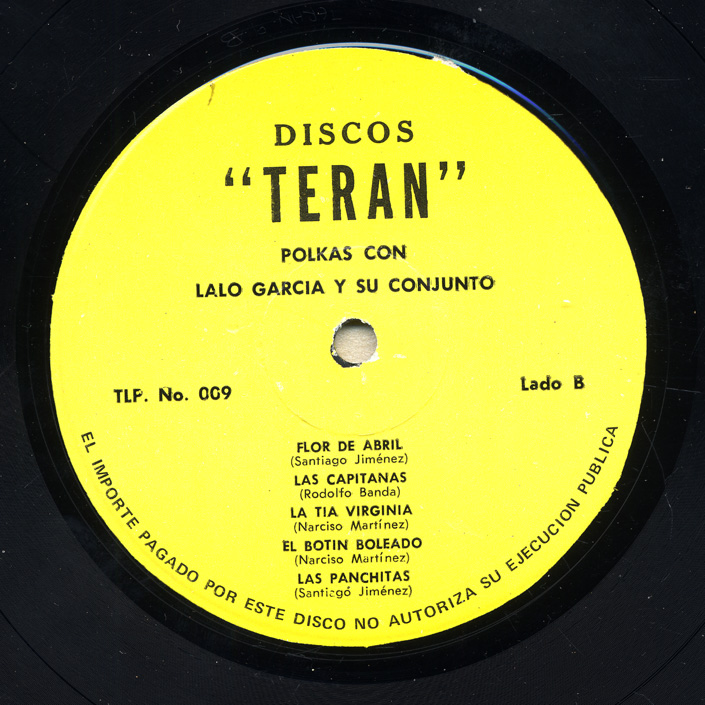 DISCOS
"TERAN"
POLKAS CON
LALO GARCIA Y SU CONJUNTO
TLP. No. 009
Lado B
FLOR DE ABRIL
(Santiago Jiménez)
LAS CAPITANAS
(Rodolfo Banda)
LA TIA VIRGINIA
(Narciso Martínez)
EL BOTIN BOLEADO
(Narciso Martínez)
LAS PANCHITAS
(Santiago Jiménez)
EL IMPORTE PAGADO POR ESTE DISCO NO AUTORIZA SU EJECUCION PUBLICA